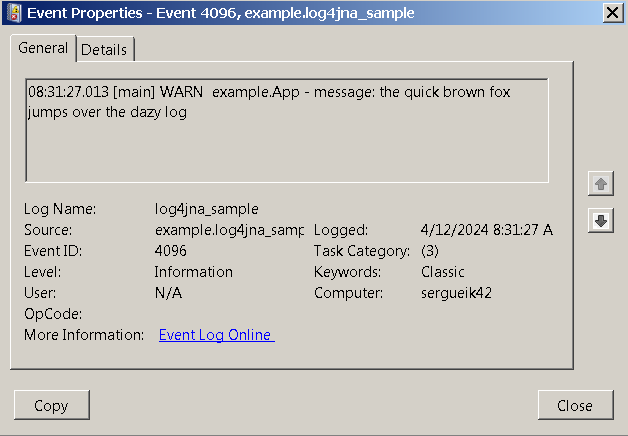 Event Properties - Event 4096, example.log4jna_sample
General Details
08:31:27.013 [main] WARN  example.App - message: the quick brown fox
jumps over the dazy log
Log Name: log4jna_sample
Source: example.log4jna_samp Logged: 4/12/2024 8:31:27 A
Event ID: 4096 Task Category: (3)
Level: Information Keywords: Classic
User: N/A Computer: sergueik42
OpCode:
More Information: Event Log Online
Copy Close